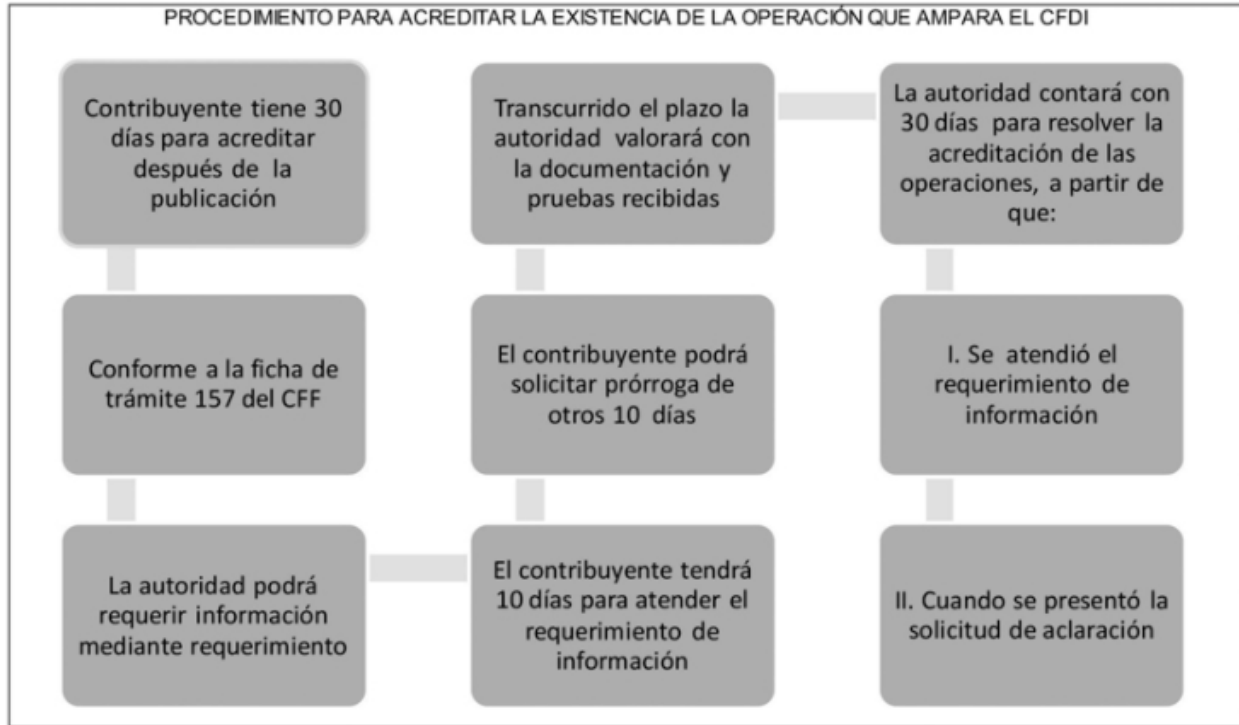 PROCEDIMIENTO PARA ACREDITAR LA EXISTENCIA DE LA OPERACIÓN QUE AMPARA EL CFDI
Contribuyente tiene 30
días para acreditar
después de la
publicación
Conforme a la ficha de
trámite 157 del CFF
La autoridad podrá
requerir información
mediante requerimiento
El contribuyente tendrá
10 días para atender el
requerimiento de
información
El contribuyente podrá
solicitar prórroga de
otros 10 días
Transcurrido el plazo la
autoridad valorará con
la documentación y
pruebas recibidas
La autoridad contará con
30 días para resolver la
acreditación de las
operaciones, a partir de
que:
I. Se atendió el
requerimiento de
información
II. Cuando se presentó la
solicitud de aclaración